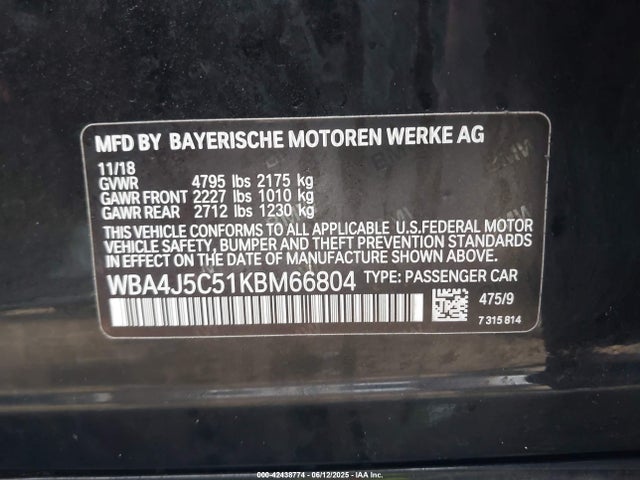 MFD BY BAYERISCHE MOTOREN WERKE AG
11/18
GVWR 4795 lbs 2175 kg
GAWR FRONT 2227 lbs 1010 kg
GAWR REAR 2712 lbs 1230 kg
THIS VEHICLE CONFORMS TO ALL APPLICABLE U.S.FEDERAL MOTOR
VEHICLE SAFETY, BUMPER AND THEFT PREVENTION STANDARDS
IN EFFECT ON THE DATE OF MANUFACTURE SHOWN ABOVE.
WBA4J5C51KBM66804 TYPE: PASSENGER CAR
475/9
7 315 814
000-42438774 - 06/12/2025 - IAA Inc.